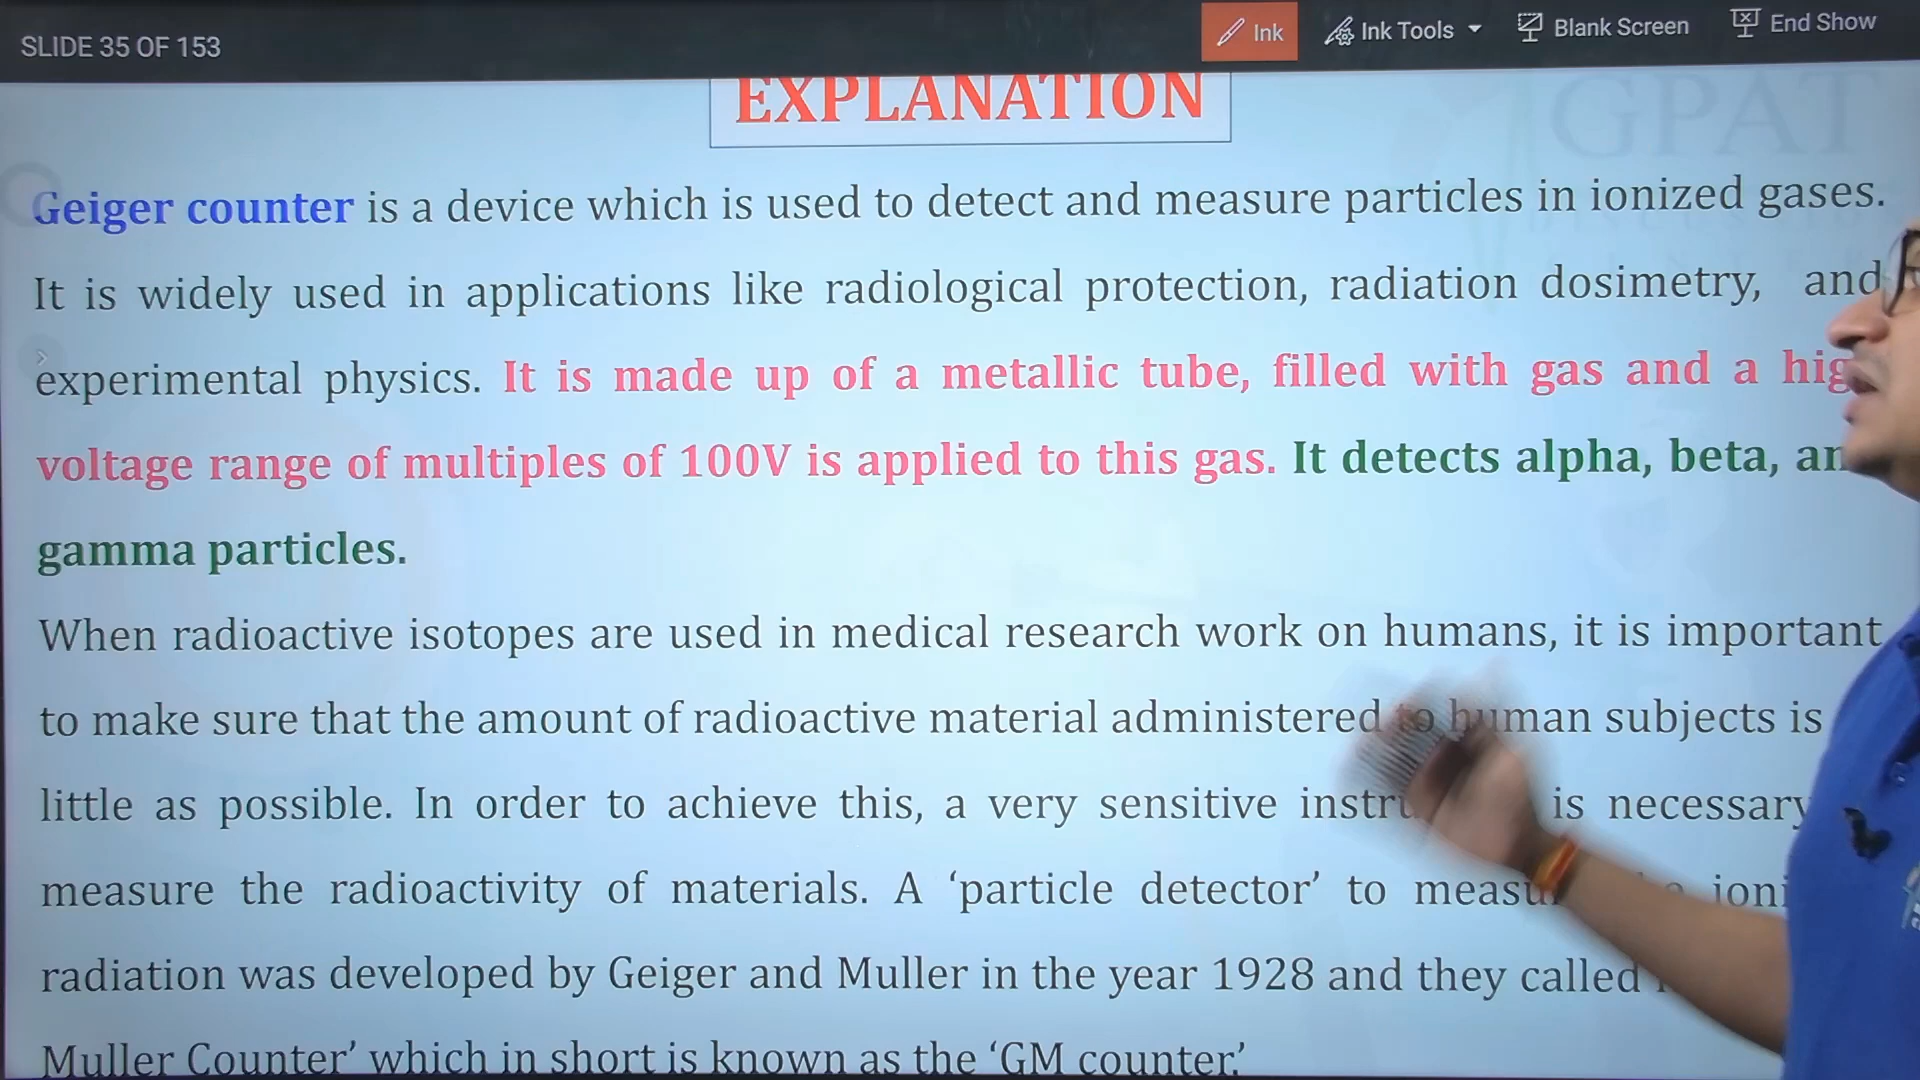 SLIDE 35 OF 153
Ink
Ink Tools
Blank Screen
End Show
GPAT
EXPLANATION
Geiger counter is a device which is used to detect and measure particles in ionized gases.
It is widely used in applications like radiological protection, radiation dosimetry, and
experimental physics. It is made up of a metallic tube, filled with gas and a hig
voltage range of multiples of 100V is applied to this gas. It detects alpha, beta, an
gamma particles.
When radioactive isotopes are used in medical research work on humans, it is important
to make sure that the amount of radioactive material administered to human subjects is
little as possible. In order to achieve this, a very sensitive instru is necessary
measure the radioactivity of materials. A ‘particle detector’ to measu ioni
radiation was developed by Geiger and Muller in the year 1928 and they called
Muller Counter’ which in short is known as the ‘GM counter.’